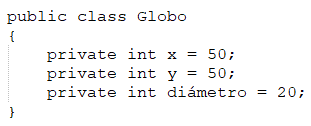 public class Globo
{
    private int x = 50;
    private int y = 50;
    private int diámetro = 20;
}